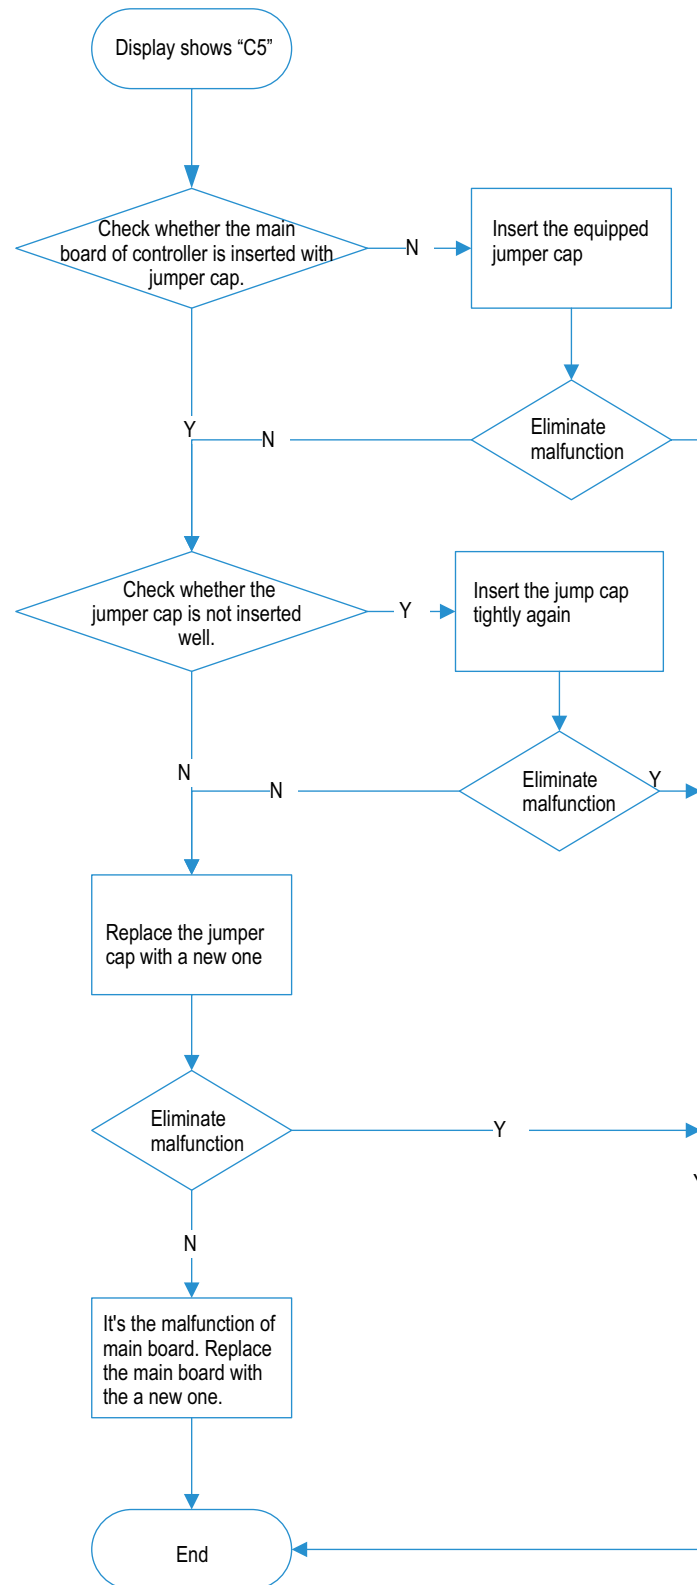 Display shows “C5”
Check whether the main
board of controller is inserted with
jumper cap.
N
Insert the equipped
jumper cap
Y
N
Eliminate
malfunction
Check whether the
jumper cap is not inserted
well.
Y
Insert the jump cap
tightly again
N
N
Eliminate
malfunction
Y
Replace the jumper
cap with a new one
Eliminate
malfunction
Y
N
It's the malfunction of
main board. Replace
the main board with
the a new one.
End